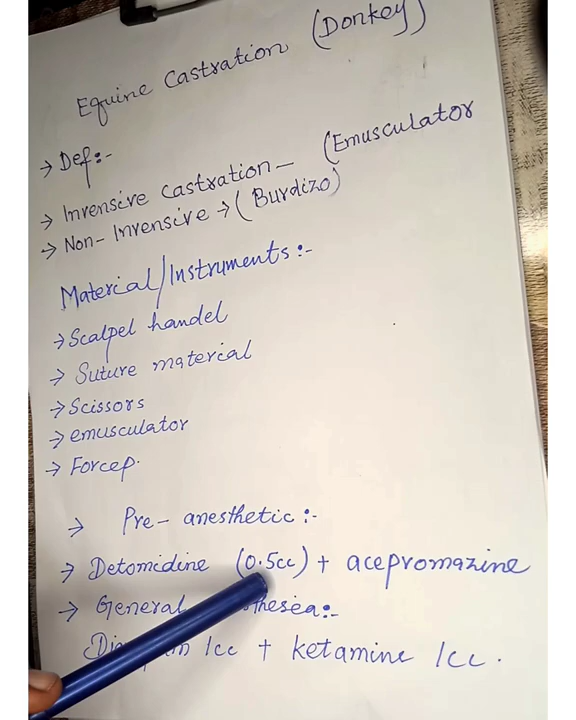 Equine Castration (Donkey)
→ Def:-
→ Invensive Castration - (Emusculator
→ Non-Invensive → (Burdizo)
Material/Instruments:-
→ Scalpel handel
→ Suture material
→ Scissors
→ emusculator
→ Forcep.
→ Pre-anesthetic:-
→ Detomidine (0.5cc) + acepromazine
→ General :-
1cc + ketamine 1cc.